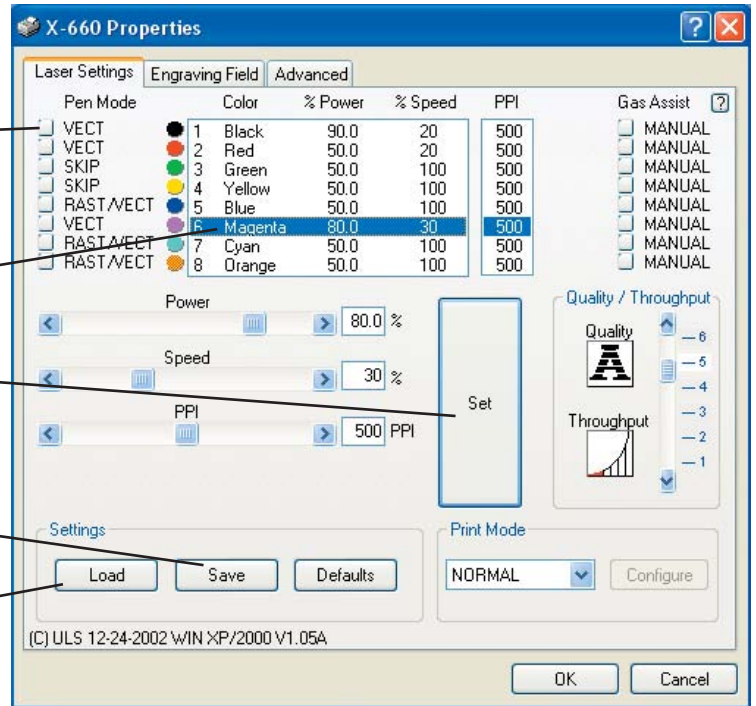 X-660 Properties
Laser Settings Engraving Field Advanced
Pen Mode Color % Power % Speed PPI Gas Assist ?
VECT 1 Black 90.0 20 500 MANUAL
VECT 2 Red 50.0 20 500 MANUAL
SKIP 3 Green 50.0 100 500 MANUAL
SKIP 4 Yellow 50.0 100 500 MANUAL
RAST/VECT 5 Blue 50.0 100 500 MANUAL
VECT 6 Magenta 80.0 30 500 MANUAL
RAST/VECT 7 Cyan 50.0 100 500 MANUAL
RAST/VECT 8 Orange 50.0 100 500 MANUAL
Power
80.0 %
Speed
30 %
PPI
500 PPI
Set
Quality / Throughput
Quality
A
Throughput
6
5
4
3
2
1
Settings
Load Save Defaults
Print Mode
NORMAL Configure
(C) ULS 12-24-2002 WIN XP/2000 V1.05A
OK Cancel